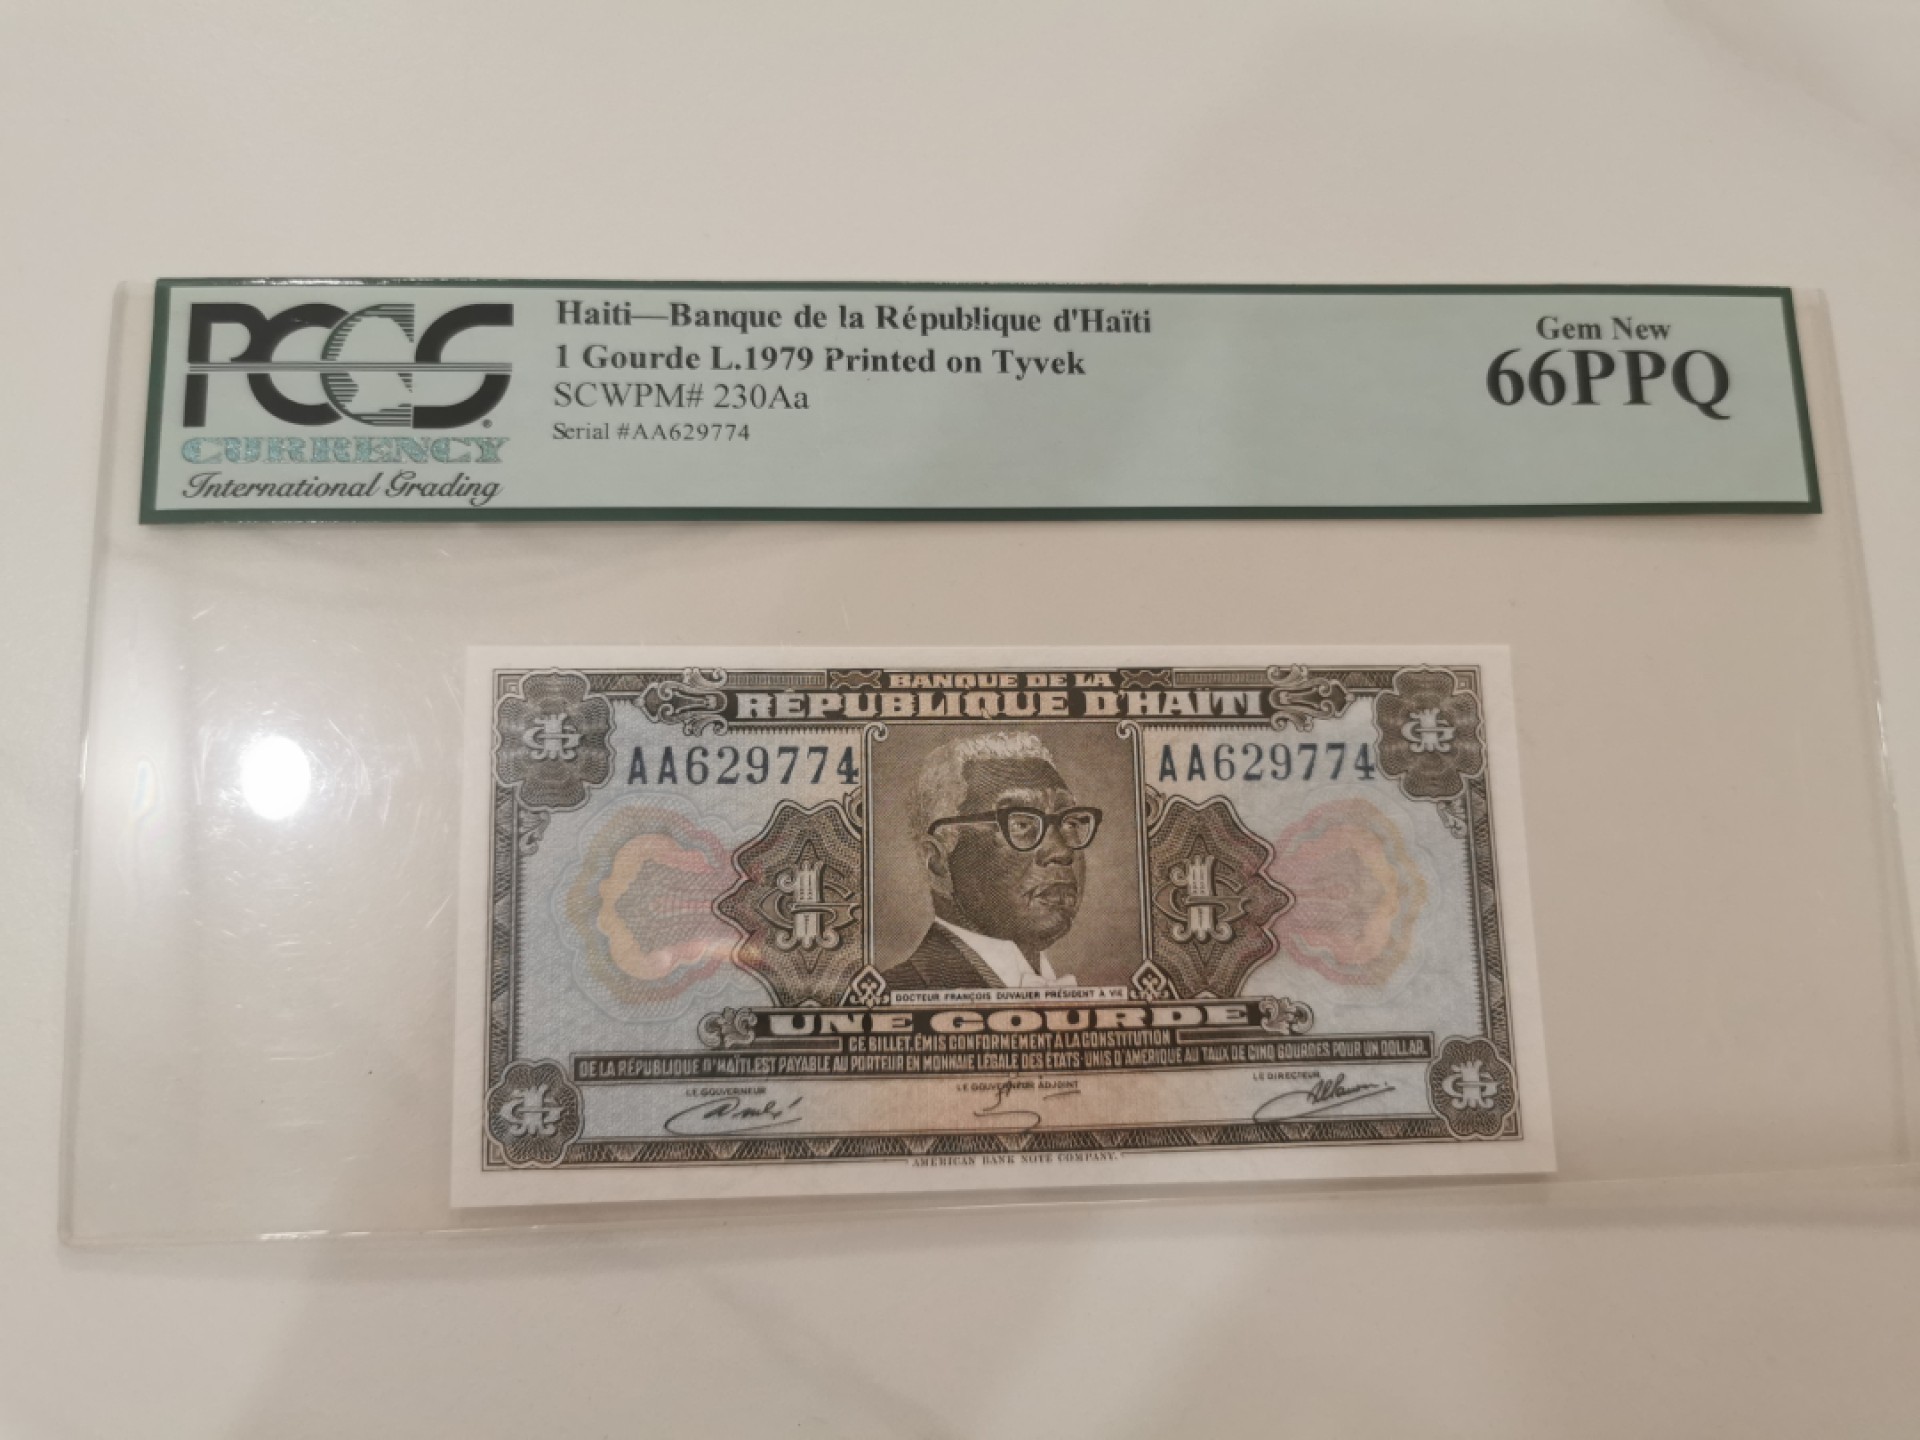 PCGS
CURRENCY
International Grading
Haiti—Banque de la République d'Haïti
1 Gourde L.1979 Printed on Tyvek
SCWPM# 230Aa
Serial #AA629774
Gem New
66PPQ
BANQUE DE LA
RÉPUBLIQUE D'HAÏTI
AA629774 AA629774
DOCTEUR FRANÇOIS DUVALIER PRÉSIDENT À VIE
UNE GOURDE
CE BILLET, ÉMIS CONFORMEMENT À LA CONSTITUTION
DE LA RÉPUBLIQUE D'HAÏTI, EST PAYABLE AU PORTEUR EN MONNAIE LÉGALE DES ÉTATS-UNIS D'AMÉRIQUE AU TAUX DE CINQ GOURDES POUR UN DOLLAR.
LE GOUVERNEUR LE GOUVERNEUR ADJOINT LE DIRECTEUR
AMERICAN BANK NOTE COMPANY.